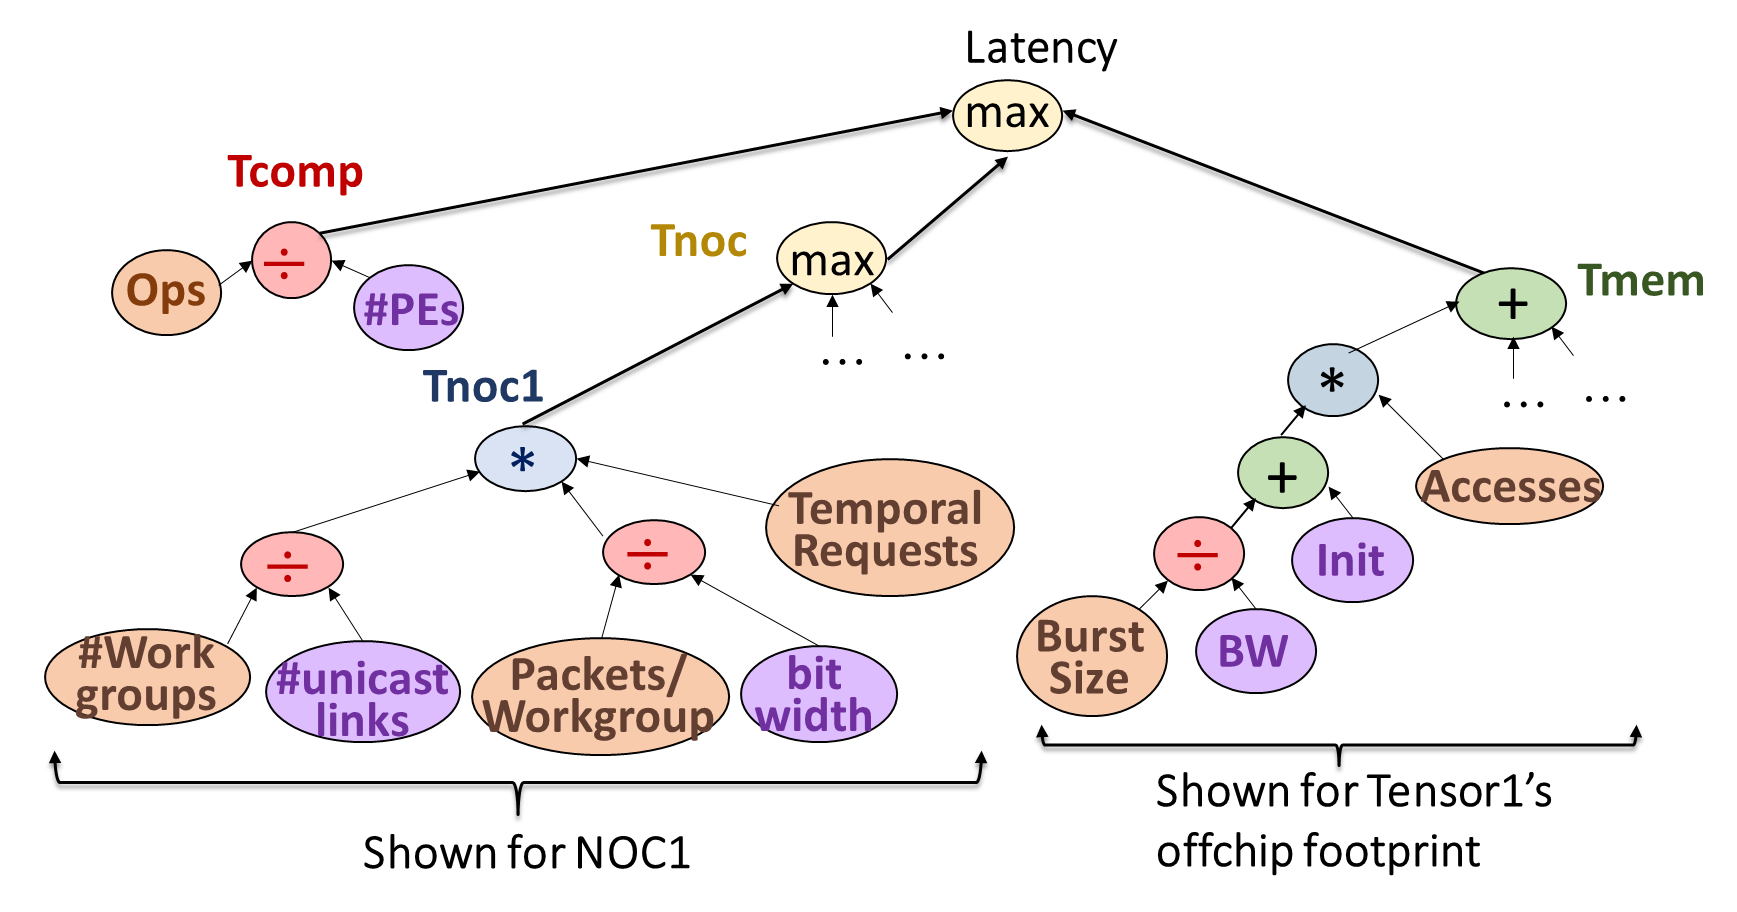 Latency
max
Tcomp
÷
Ops
#PEs
Tnoc
max
... ...
Tmem
+
... ...
Tnoc1
*
*
Accesses
+
Temporal
Requests
÷
÷
÷
Init
#Work
groups
#unicast
links
Packets/
Workgroup
bit
width
Burst
Size
BW
Shown for NOC1
Shown for Tensor1’s
offchip footprint